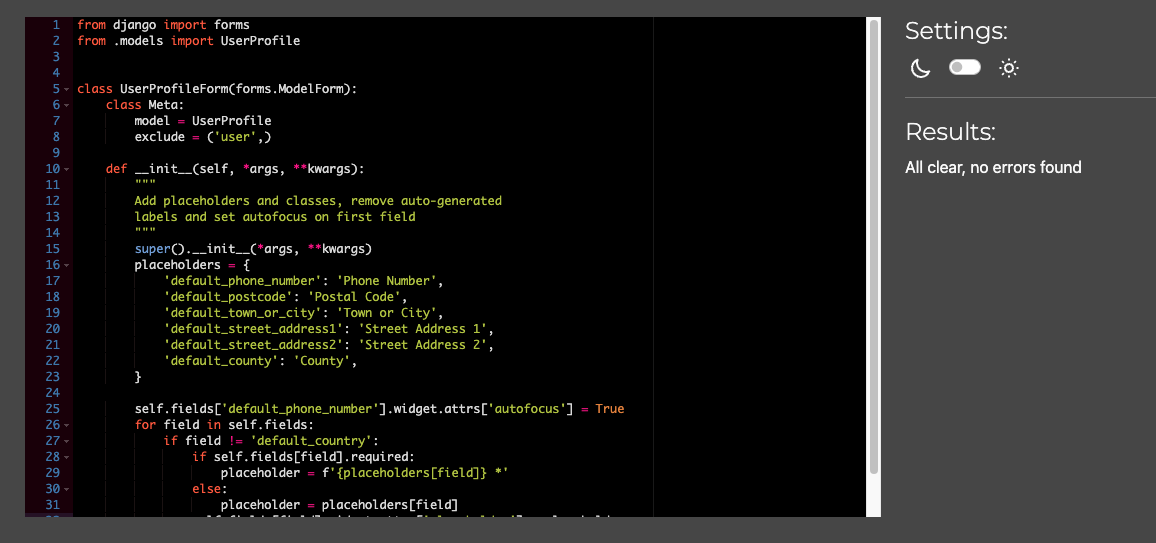 1 from django import forms
2 from .models import UserProfile
3
4
5 class UserProfileForm(forms.ModelForm):
6     class Meta:
7         model = UserProfile
8         exclude = ('user',)
9
10     def __init__(self, *args, **kwargs):
11         """
12         Add placeholders and classes, remove auto-generated
13         labels and set autofocus on first field
14         """
15         super().__init__(*args, **kwargs)
16         placeholders = {
17             'default_phone_number': 'Phone Number',
18             'default_postcode': 'Postal Code',
19             'default_town_or_city': 'Town or City',
20             'default_street_address1': 'Street Address 1',
21             'default_street_address2': 'Street Address 2',
22             'default_county': 'County',
23         }
24
25         self.fields['default_phone_number'].widget.attrs['autofocus'] = True
26         for field in self.fields:
27             if field != 'default_country':
28                 if self.fields[field].required:
29                     placeholder = f'{placeholders[field]} *'
30                 else:
31                     placeholder = placeholders[field]
Settings:
Results:
All clear, no errors found